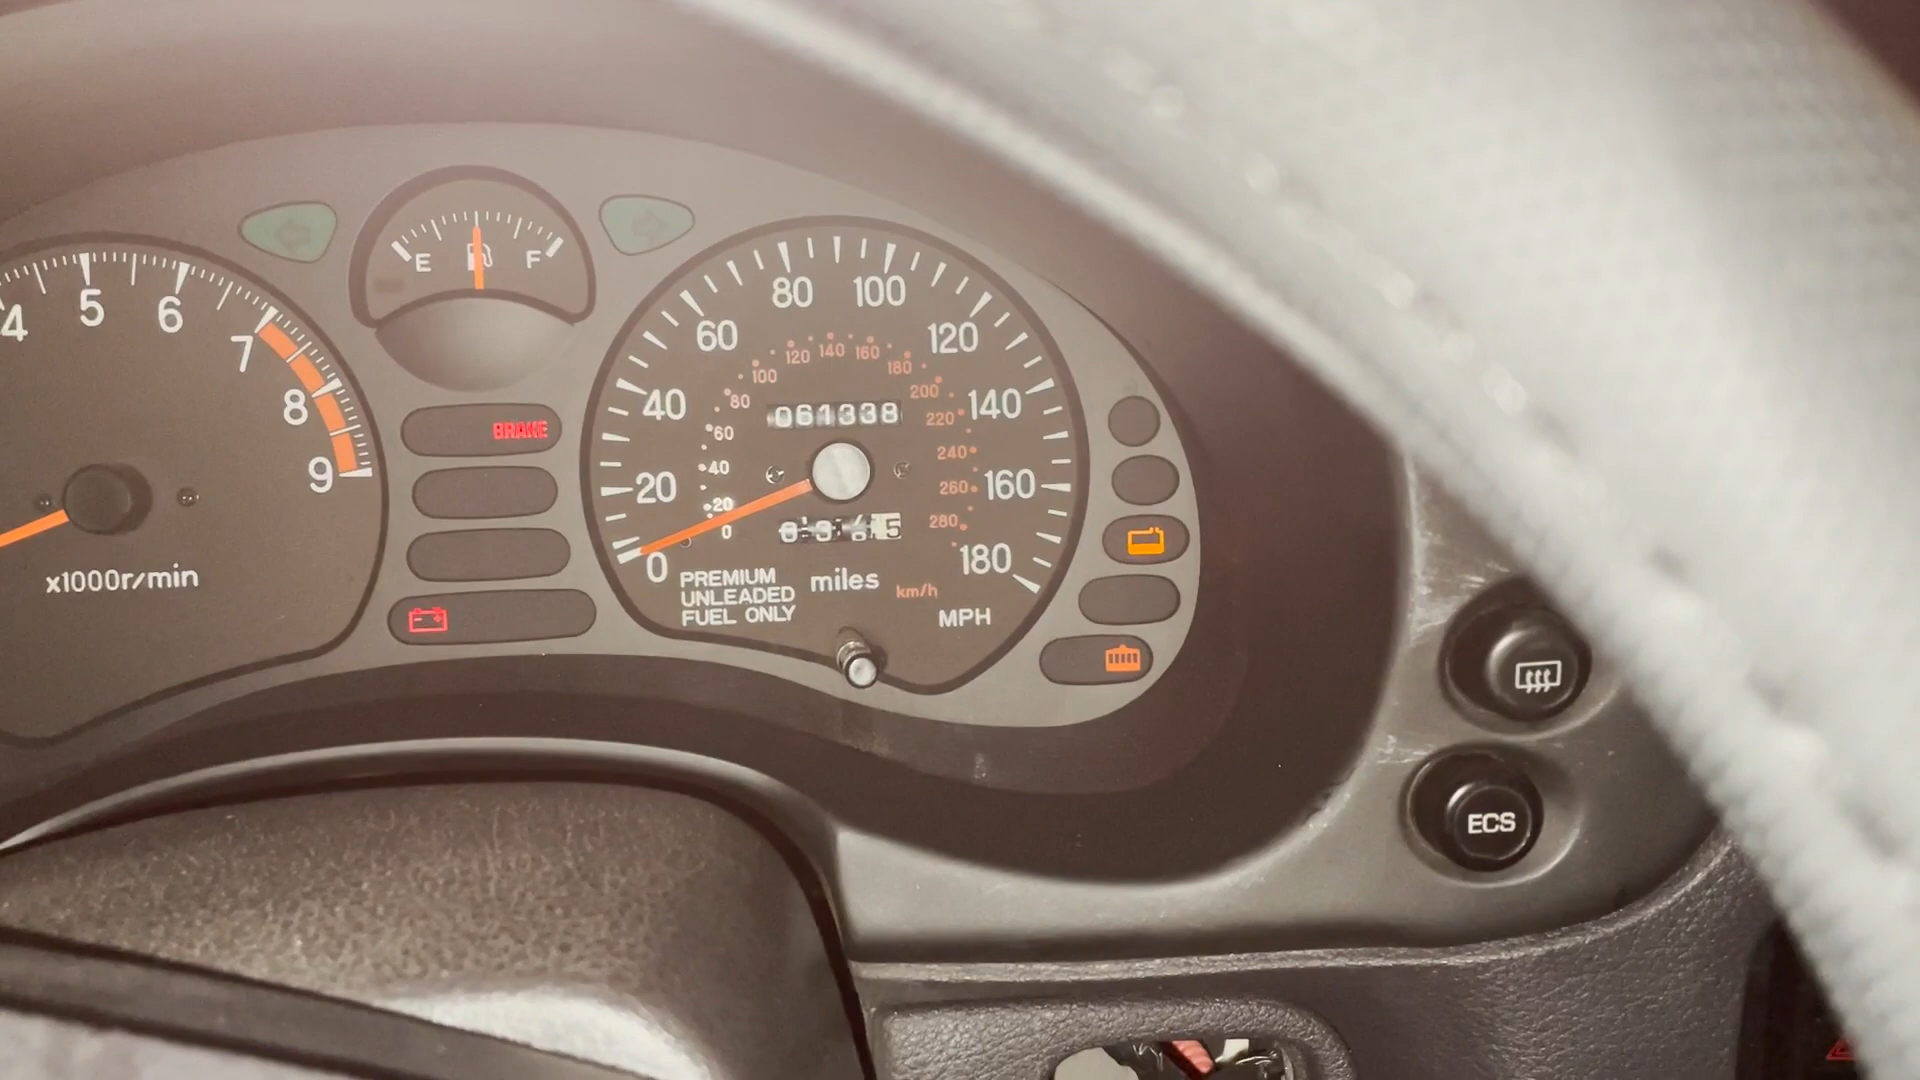 4 5 6 7 8 9
x1000r/min
E F
BRAKE
0 20 40 60 80 100 120 140 160 180
0 20 40 60 80 100 120 140 160 180 200 220 240 260 280
061338
miles
km/h
MPH
PREMIUM
UNLEADED
FUEL ONLY
ECS